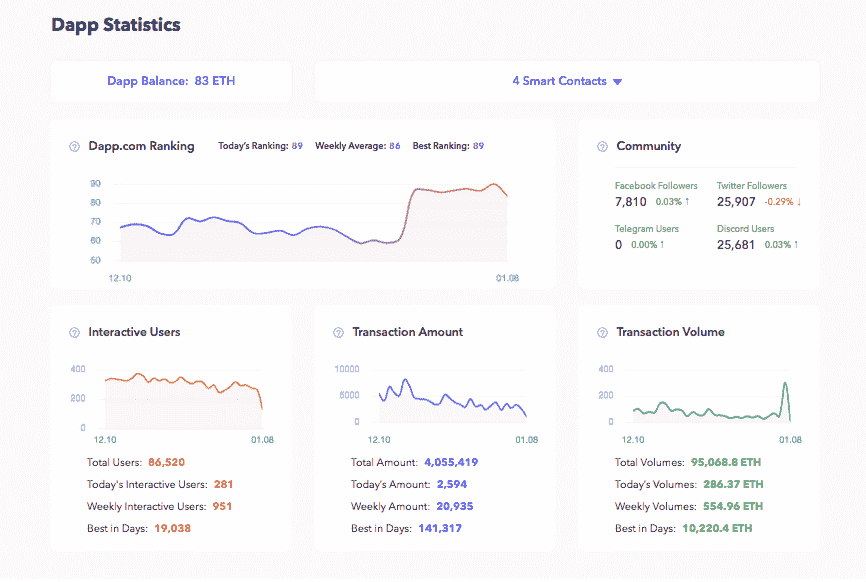 Dapp Statistics
Dapp Balance: 83 ETH
4 Smart Contacts
Dapp.com Ranking Today's Ranking: 89 Weekly Average: 86 Best Ranking: 89
90
80
70
60
50
12.10 01.08
Community
Facebook Followers Twitter Followers
7,810 0.03% ↑ 25,907 -0.29% ↓
Telegram Users Discord Users
0 0.00% ↑ 25,681 0.03% ↑
Interactive Users
400
200
0
12.10 01.08
Total Users: 86,520
Today's Interactive Users: 281
Weekly Interactive Users: 951
Best in Days: 19,038
Transaction Amount
10000
5000
0
12.10 01.08
Total Amount: 4,055,419
Today's Amount: 2,594
Weekly Amount: 20,935
Best in Days: 141,317
Transaction Volume
400
200
0
12.10 01.08
Total Volumes: 95,068.8 ETH
Today's Volumes: 286.37 ETH
Weekly Volumes: 554.96 ETH
Best in Days: 10,220.4 ETH